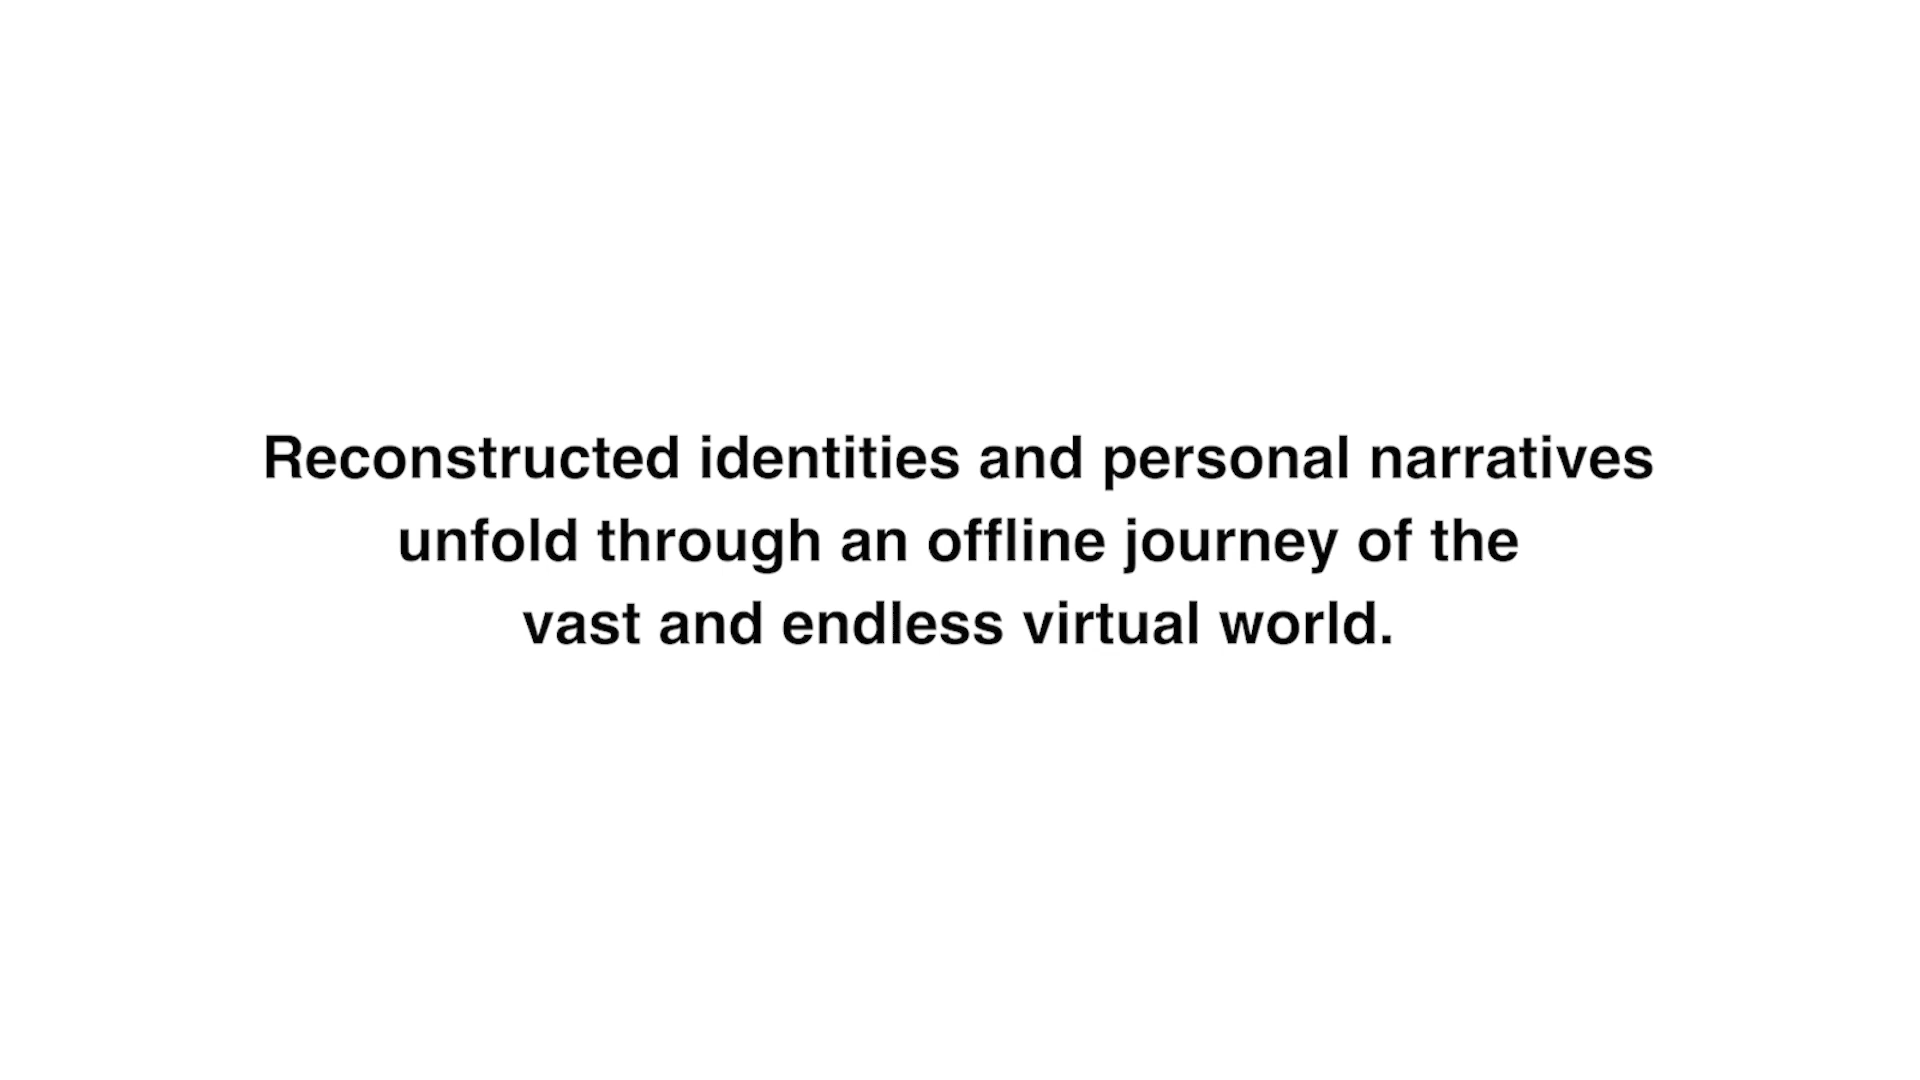 Reconstructed identities and personal narratives
unfold through an offline journey of the
vast and endless virtual world.